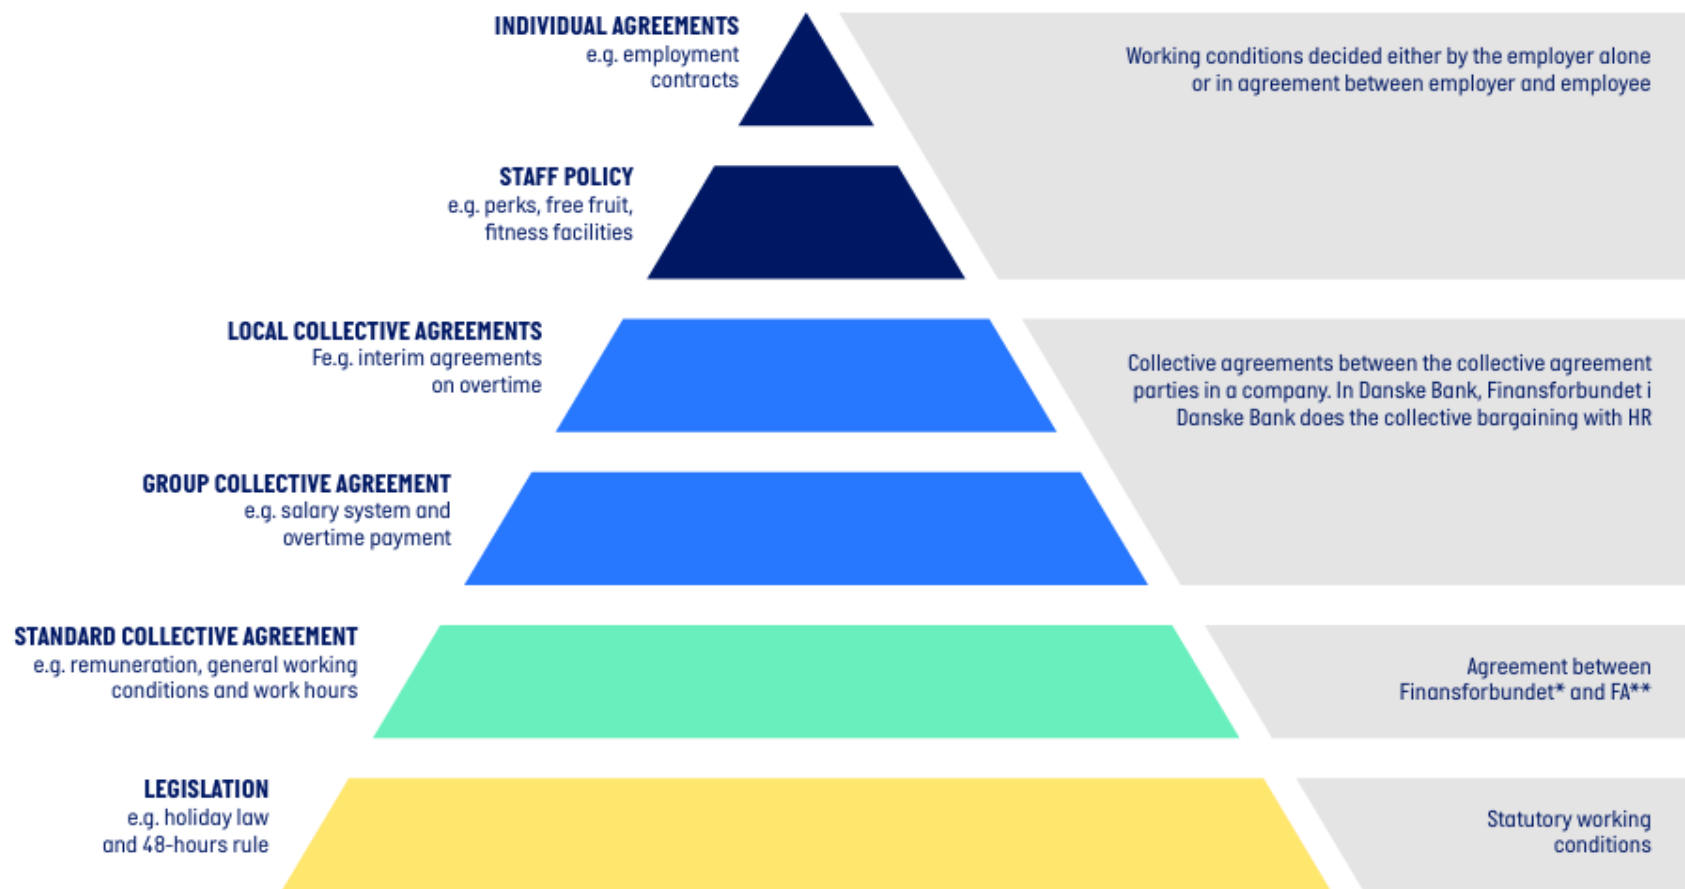 INDIVIDUAL AGREEMENTS
e.g. employment
contracts
Working conditions decided either by the employer alone
or in agreement between employer and employee
STAFF POLICY
e.g. perks, free fruit,
fitness facilities
LOCAL COLLECTIVE AGREEMENTS
Fe.g. interim agreements
on overtime
Collective agreements between the collective agreement
parties in a company. In Danske Bank, Finansforbundet i
Danske Bank does the collective bargaining with HR
GROUP COLLECTIVE AGREEMENT
e.g. salary system and
overtime payment
STANDARD COLLECTIVE AGREEMENT
e.g. remuneration, general working
conditions and work hours
Agreement between
Finansforbundet* and FA**
LEGISLATION
e.g. holiday law
and 48-hours rule
Statutory working
conditions